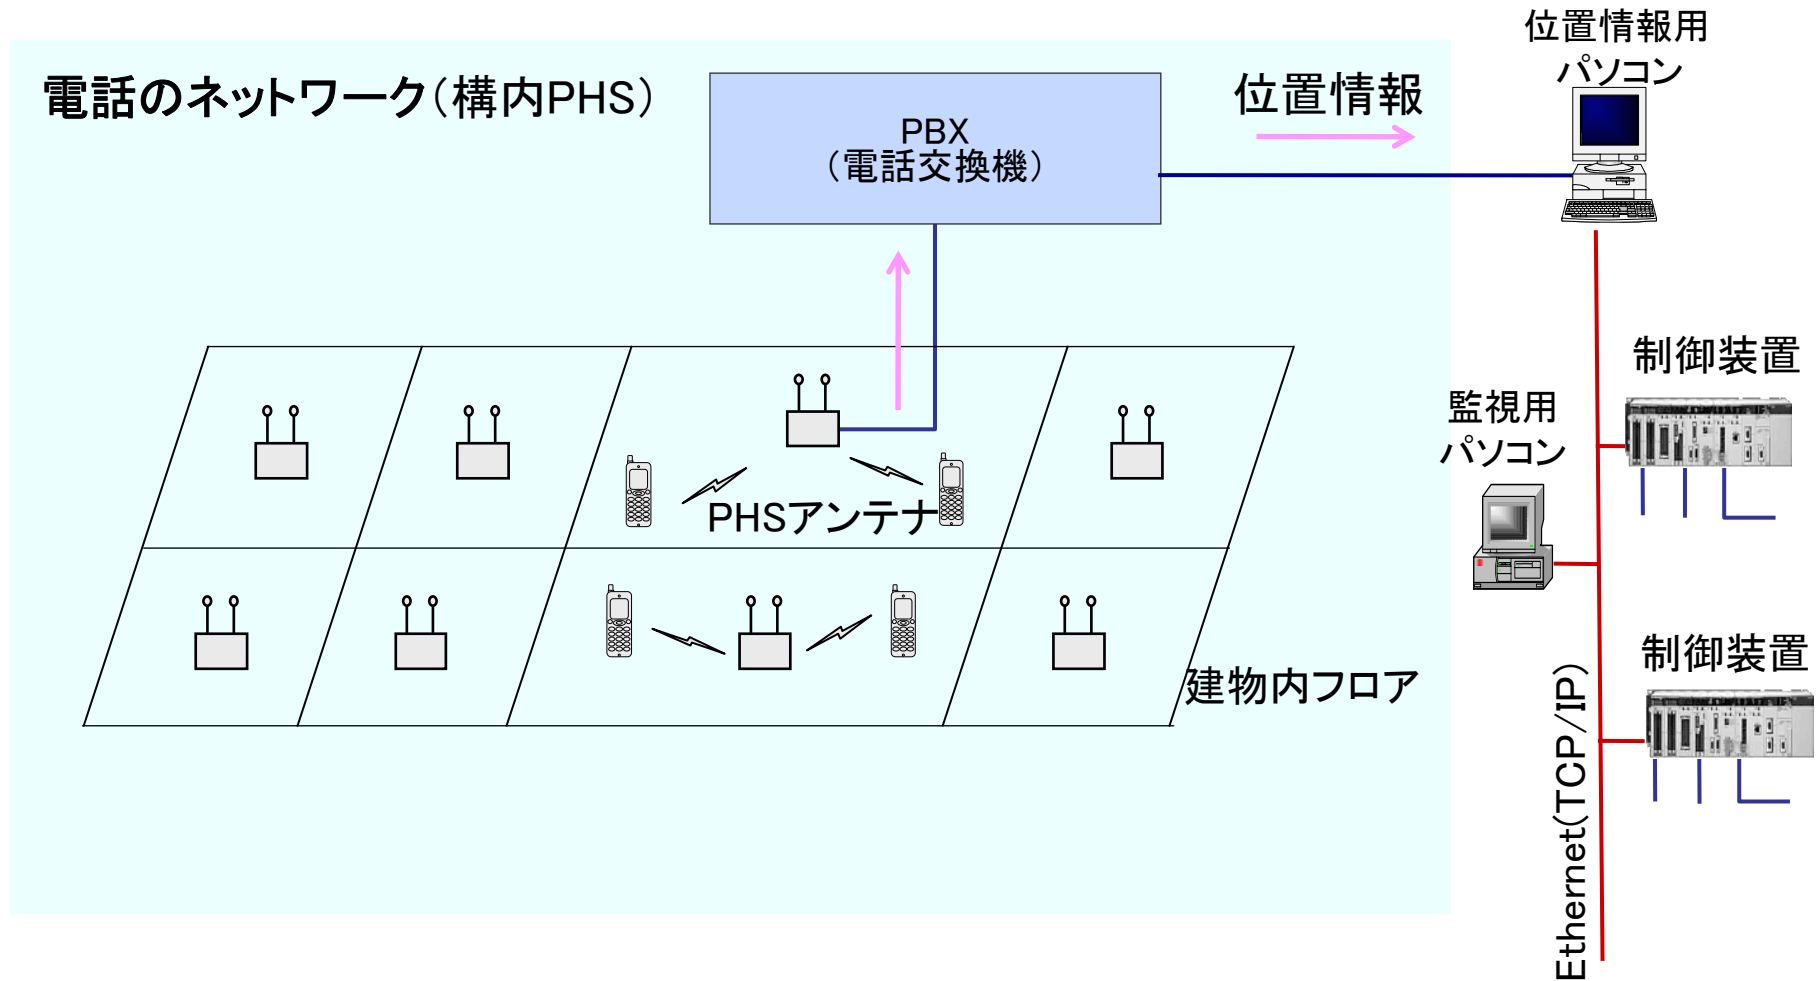 位置情報用
パソコン
電話のネットワーク（構内PHS）
PBX
（電話交換機）
位置情報
制御装置
監視用
パソコン
PHSアンテナ
制御装置
建物内フロア
Ethernet(TCP/IP)